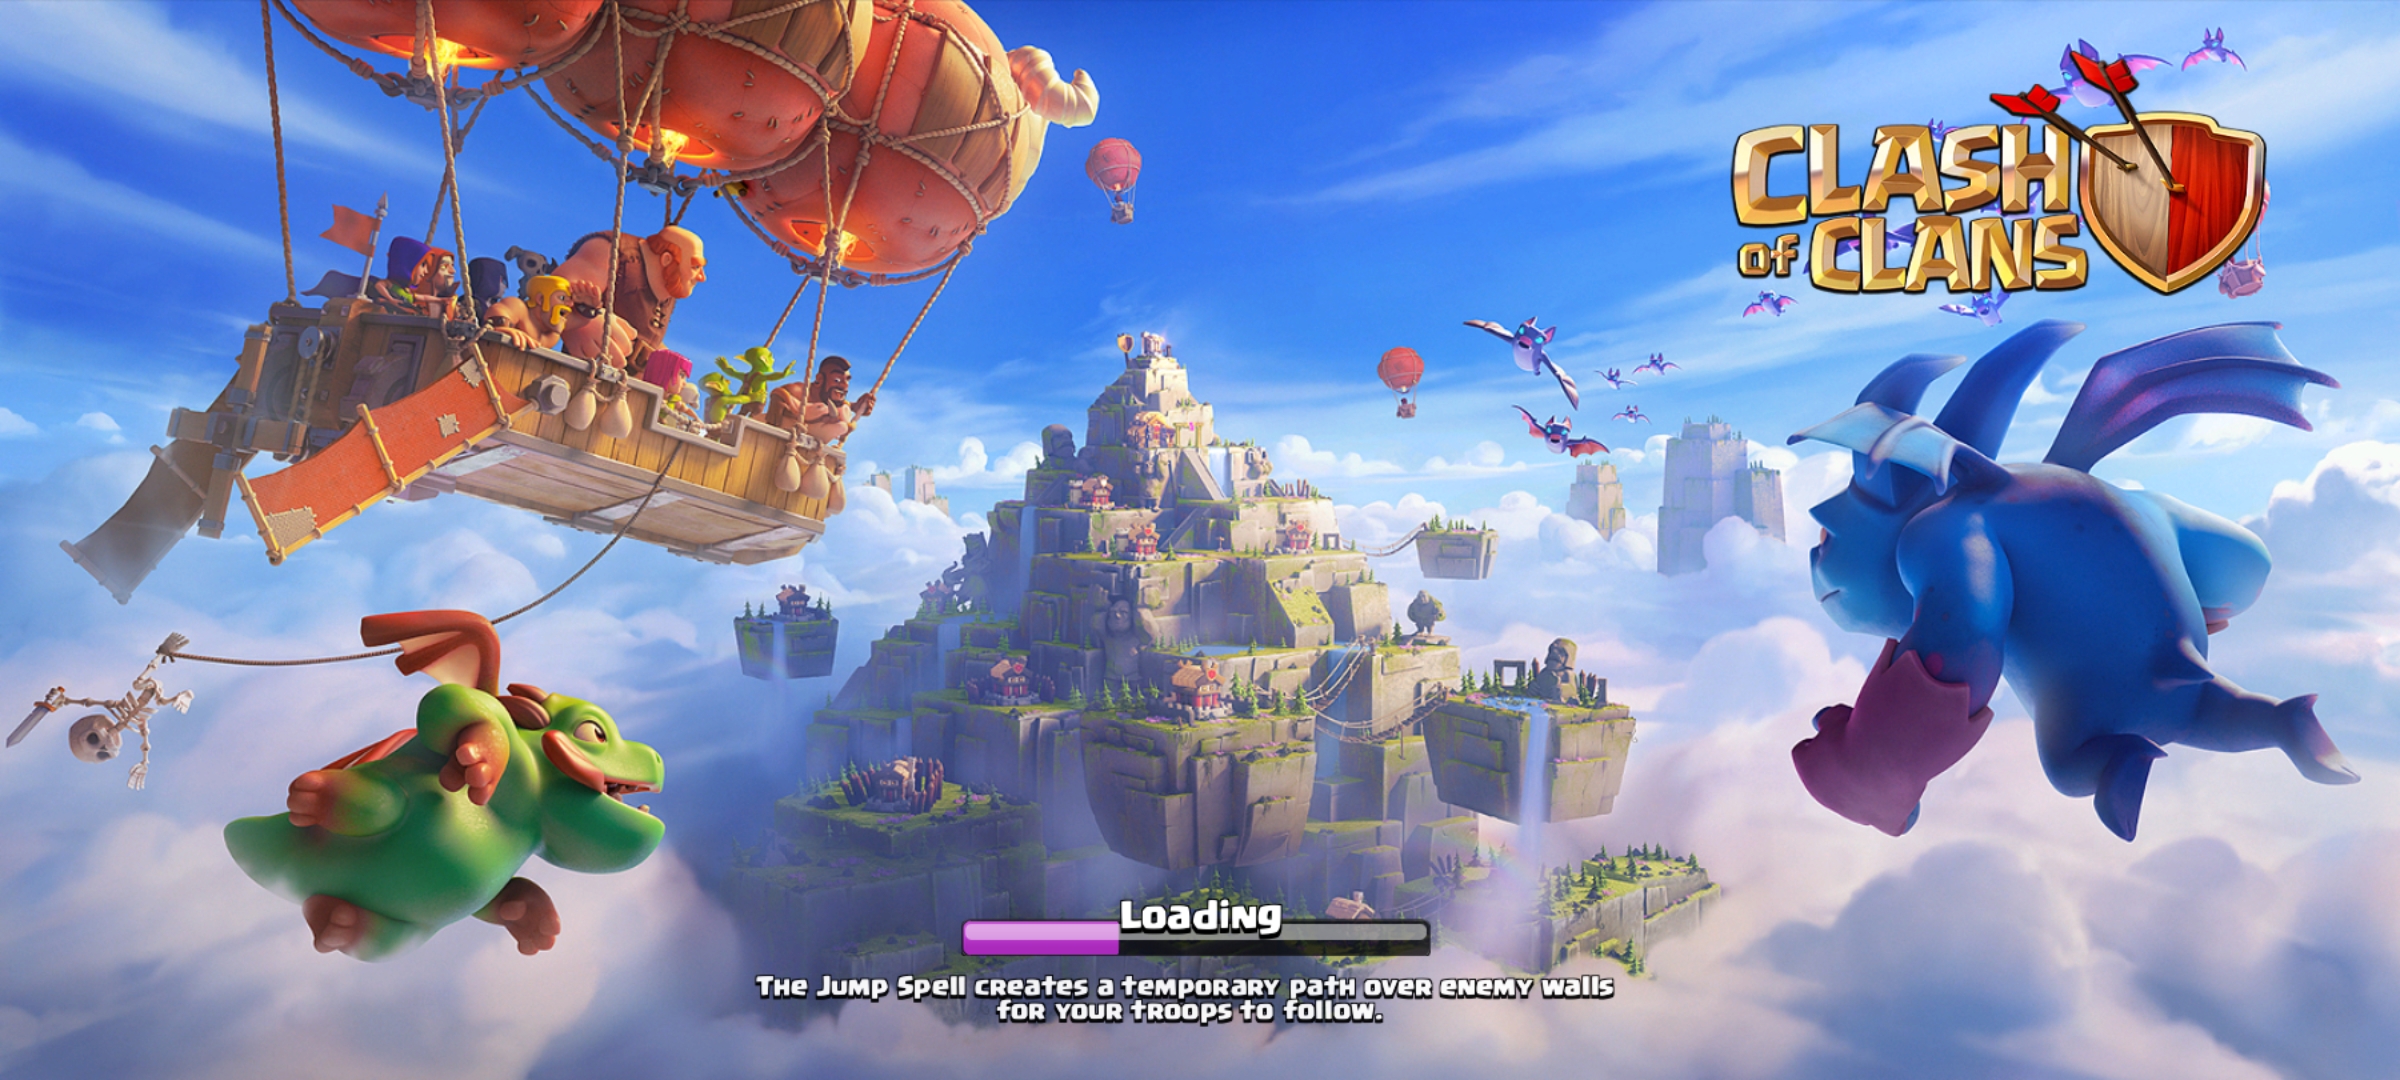 CLASH
OF CLANS
Loading
The Jump Spell creates a temporary path over enemy walls
for your troops to follow.